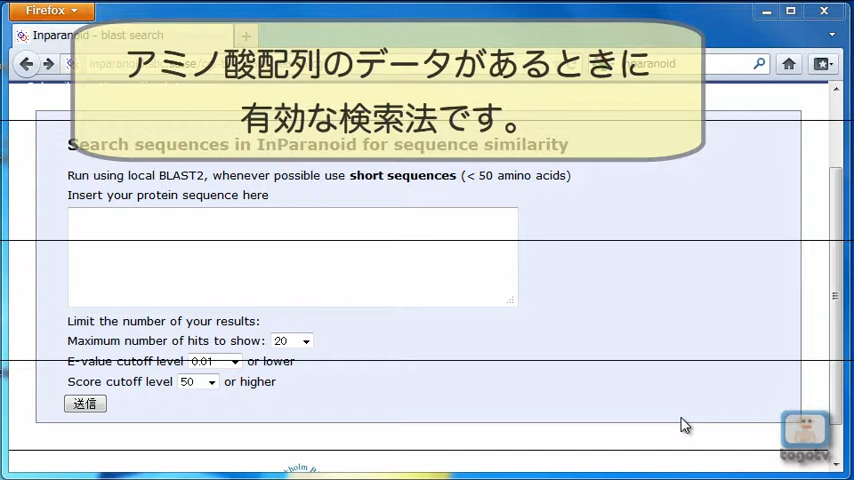 Firefox
Inparanoid - blast search
アミノ酸配列のデータがあるときに
有効な検索法です。
Search sequences in InParanoid for sequence similarity
Run using local BLAST2, whenever possible use short sequences (< 50 amino acids)
Insert your protein sequence here
Limit the number of your results:
Maximum number of hits to show: 20
E-value cutoff level 0.01 or lower
Score cutoff level 50 or higher
送信
togotv